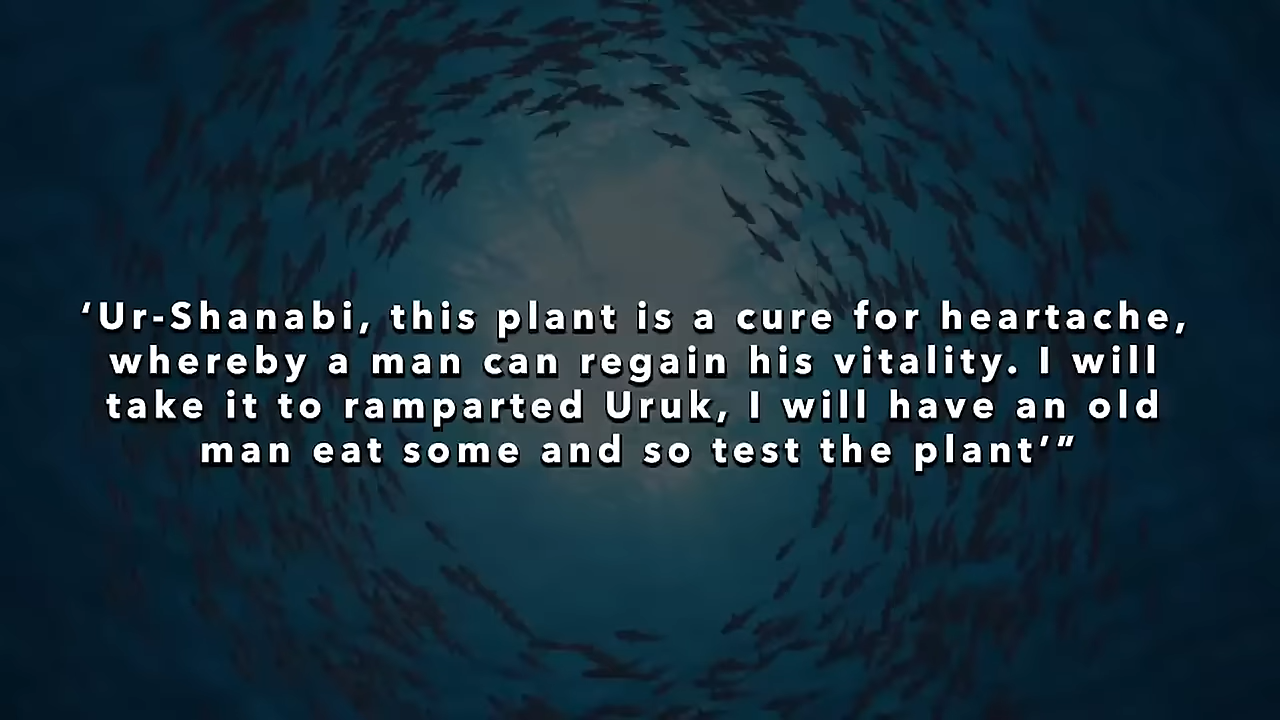 ‘Ur-Shanabi, this plant is a cure for heartache,
whereby a man can regain his vitality. I will
take it to ramparted Uruk, I will have an old
man eat some and so test the plant’”